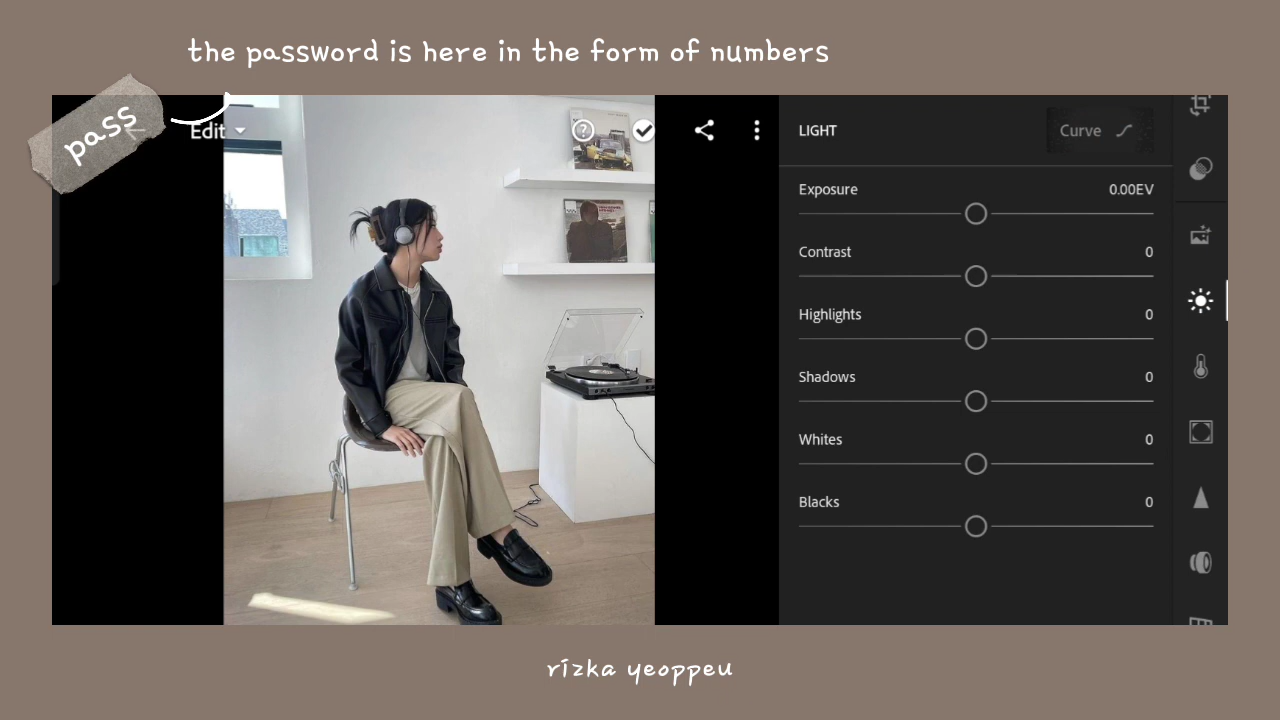 the password is here in the form of numbers
pass
Edit
LIGHT
Curve
Exposure 0.00EV
Contrast 0
Highlights 0
Shadows 0
Whites 0
Blacks 0
rizka yeoppeu